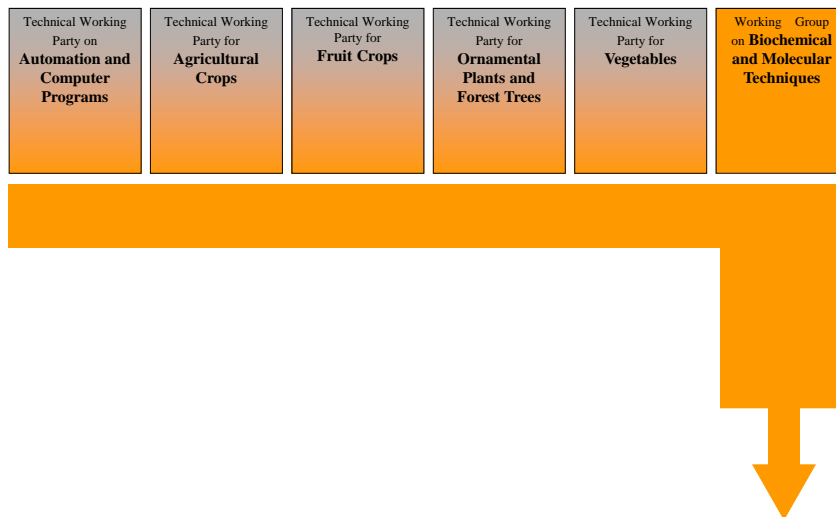 Technical Working
Party on
Automation and
Computer
Programs
Technical Working
Party for
Agricultural
Crops
Technical Working
Party for
Fruit Crops
Technical Working
Party for
Ornamental
Plants and
Forest Trees
Technical Working
Party for
Vegetables
Working Group
on Biochemical
and Molecular
Techniques